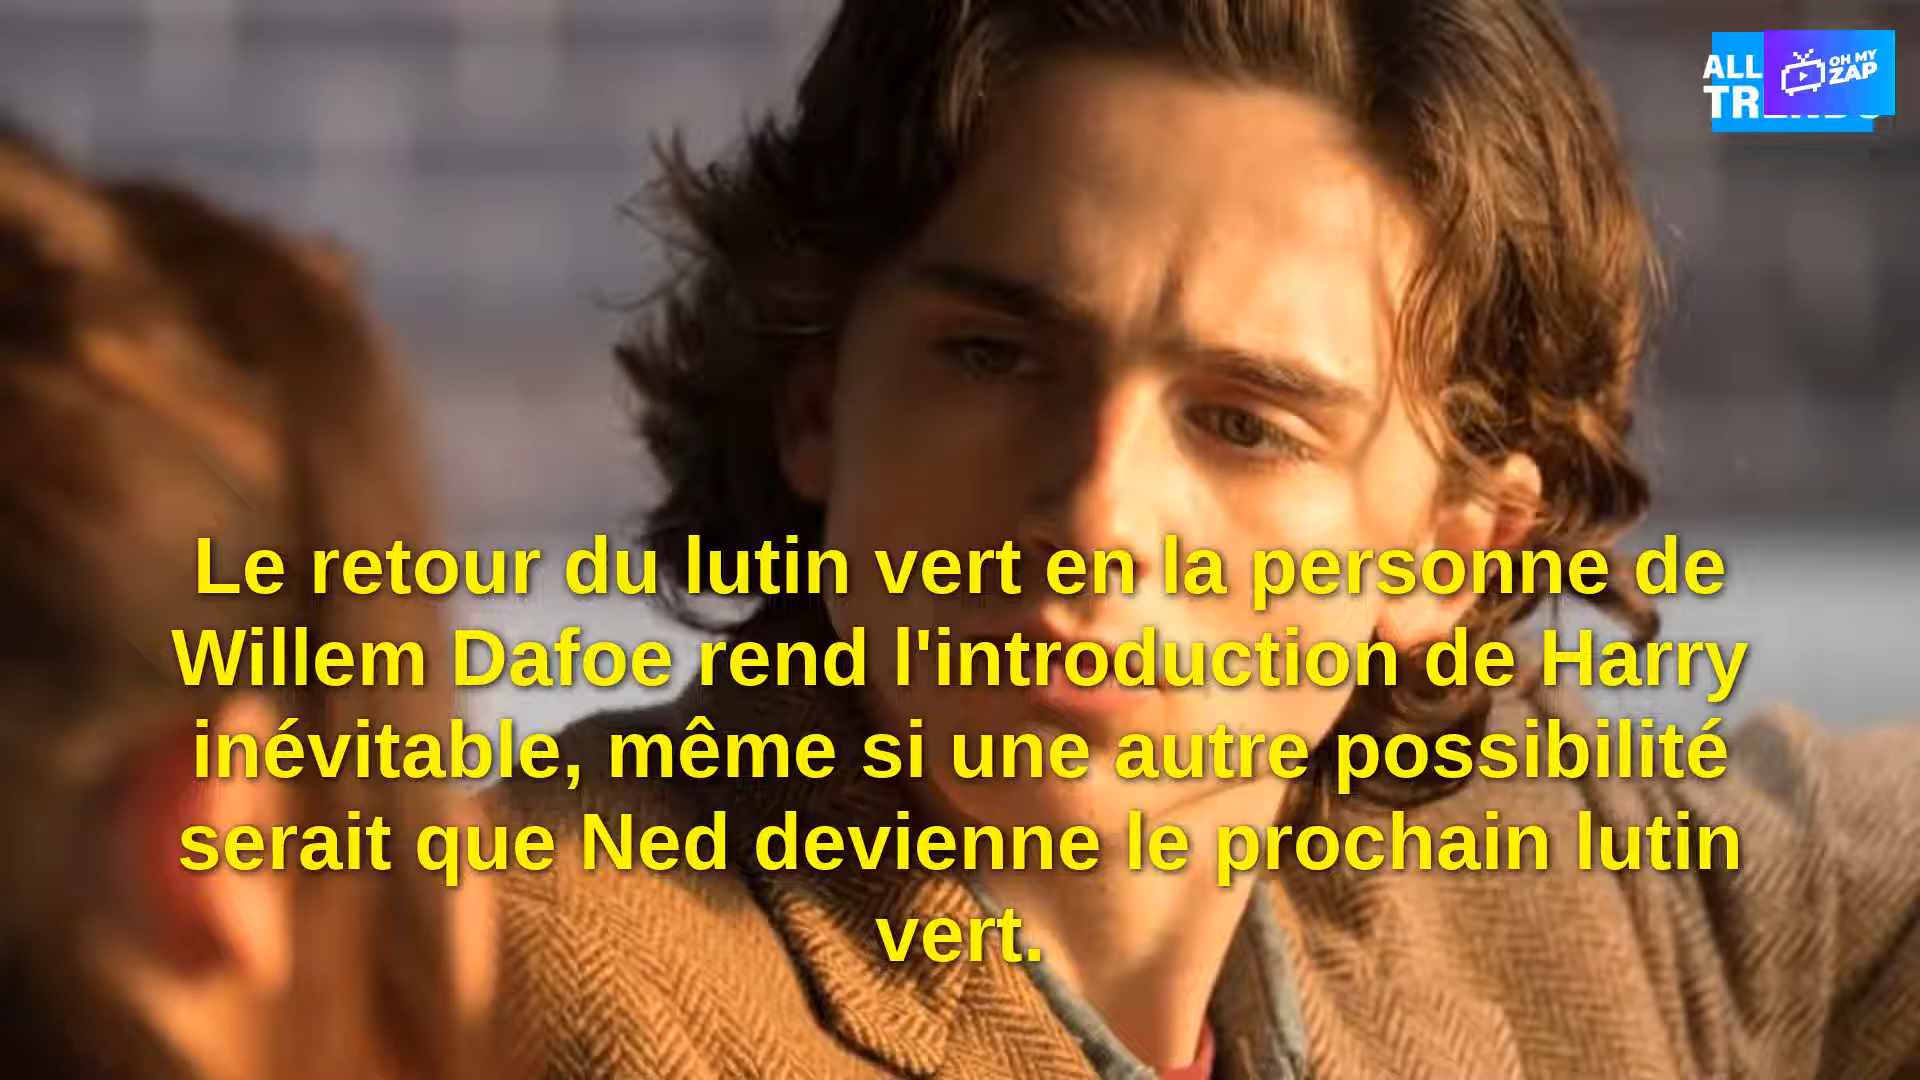 ALL
TR
OH MY
ZAP
Le retour du lutin vert en la personne de
Willem Dafoe rend l'introduction de Harry
inévitable, même si une autre possibilité
serait que Ned devienne le prochain lutin
vert.